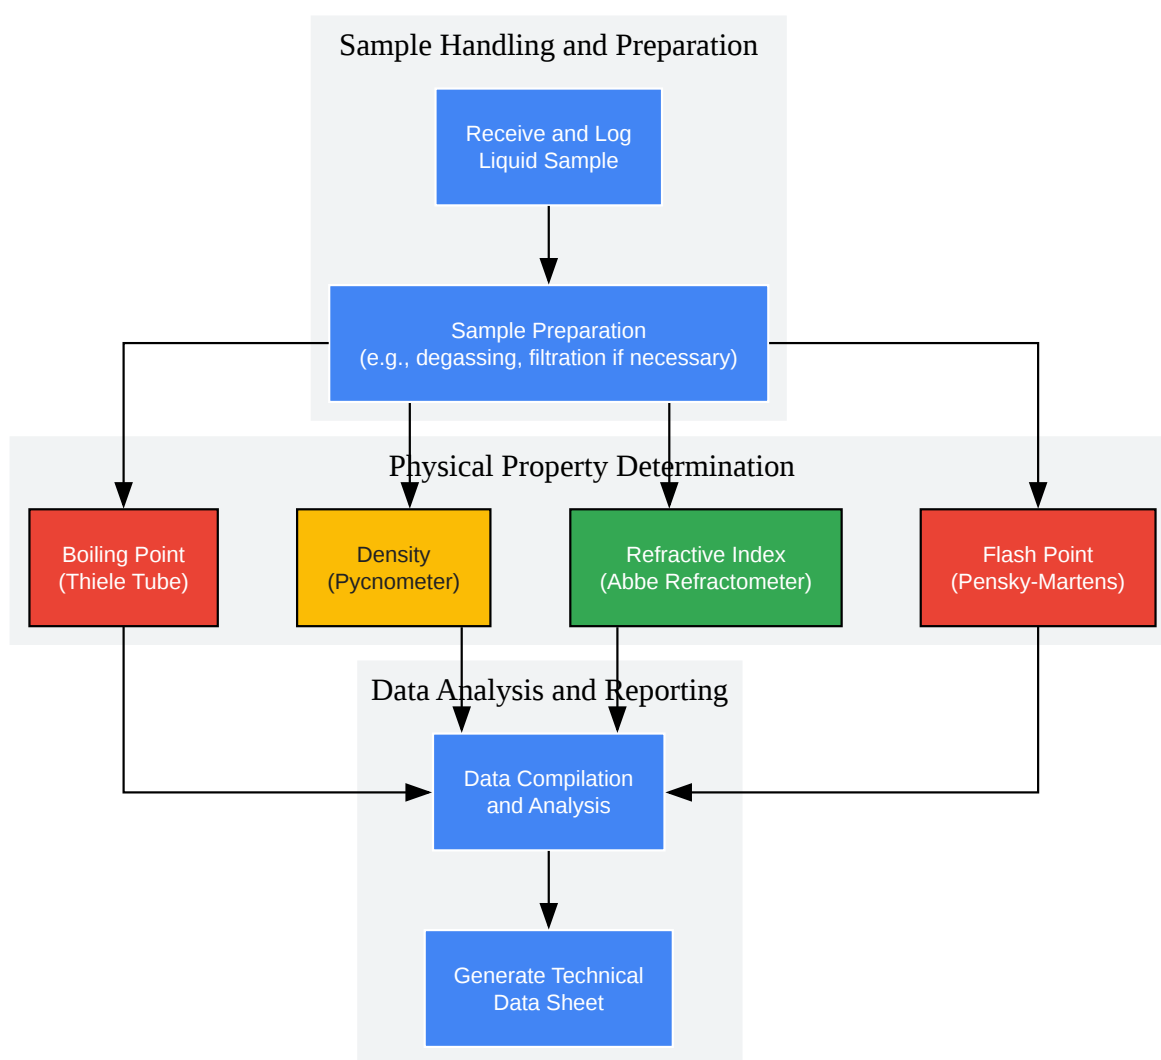 Sample Handling and Preparation
Receive and Log
Liquid Sample
Sample Preparation
(e.g., degassing, filtration if necessary)
Physical Property Determination
Boiling Point
(Thiele Tube)
Density
(Pycnometer)
Refractive Index
(Abbe Refractometer)
Flash Point
(Pensky-Martens)
Data Analysis and Reporting
Data Compilation
and Analysis
Generate Technical
Data Sheet